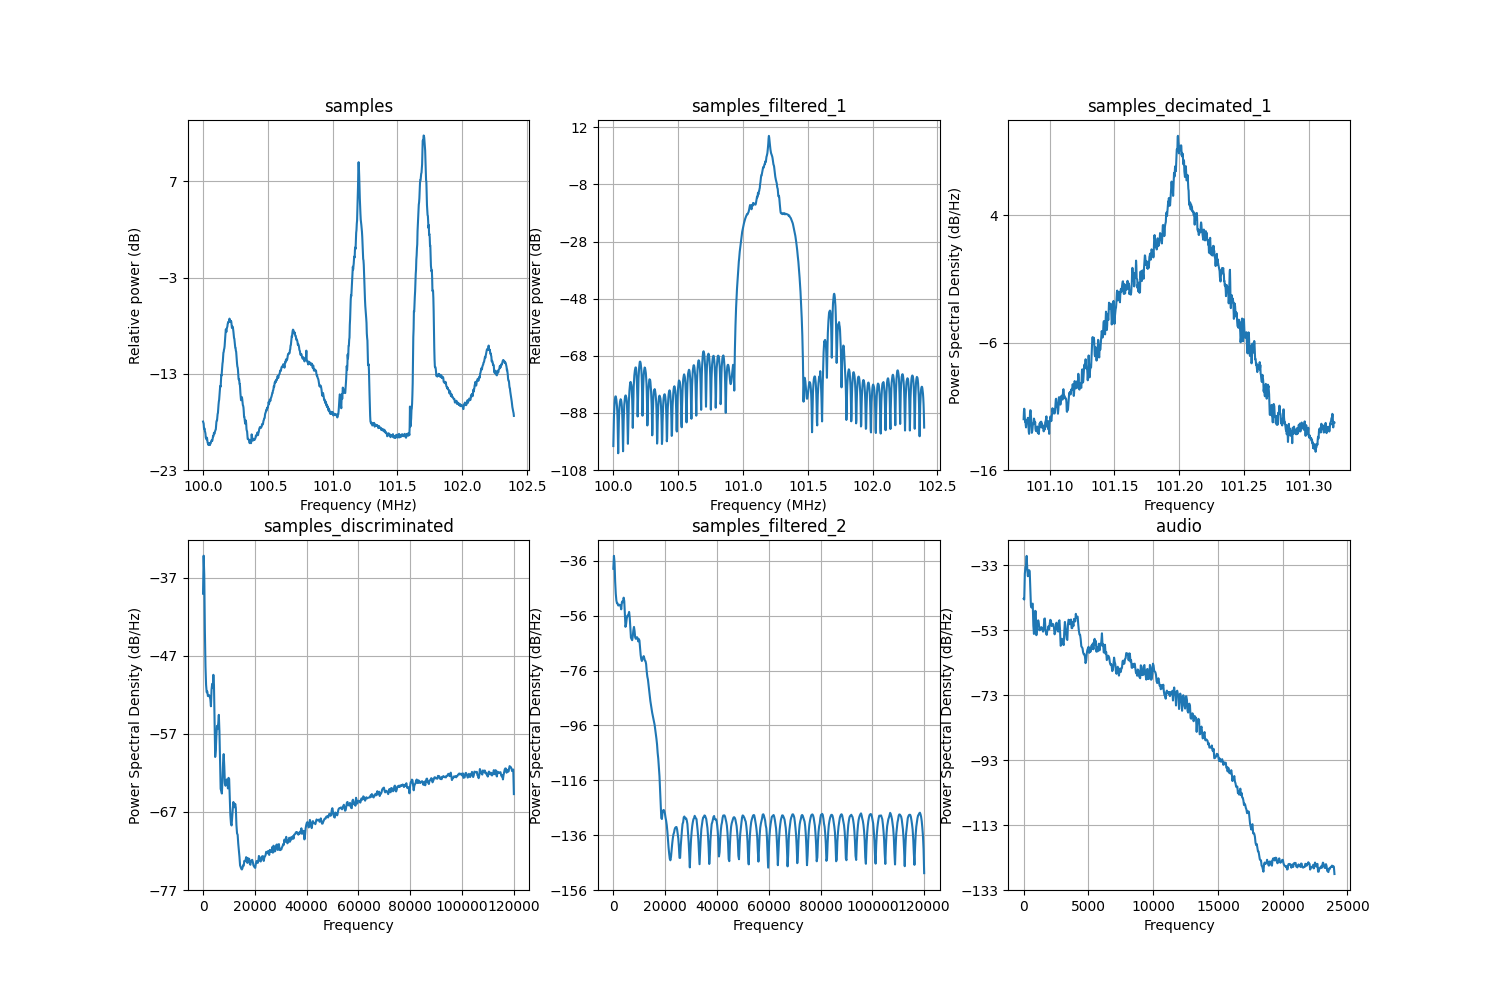 samples
7
−3
−13
−23
Relative power (dB)
100.0 100.5 101.0 101.5 102.0 102.5
Frequency (MHz)
samples_filtered_1
12
−8
−28
−48
−68
−88
−108
Relative power (dB)
100.0 100.5 101.0 101.5 102.0 102.5
Frequency (MHz)
samples_decimated_1
4
−6
−16
Power Spectral Density (dB/Hz)
101.10 101.15 101.20 101.25 101.30
Frequency
samples_discriminated
−37
−47
−57
−67
−77
Power Spectral Density (dB/Hz)
0 20000 40000 60000 80000 100000 120000
Frequency
samples_filtered_2
−36
−56
−76
−96
−116
−136
−156
Power Spectral Density (dB/Hz)
0 20000 40000 60000 80000 100000 120000
Frequency
audio
−33
−53
−73
−93
−113
−133
Power Spectral Density (dB/Hz)
0 5000 10000 15000 20000 25000
Frequency